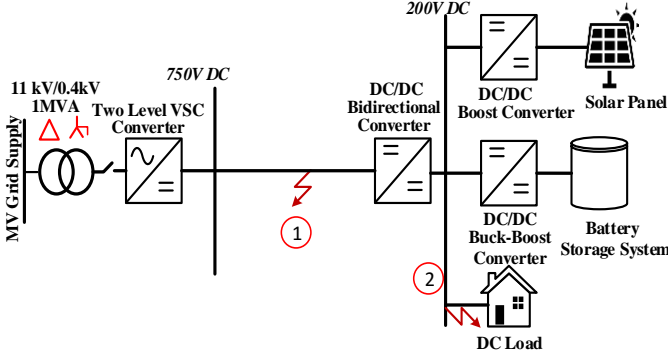 200V DC
11 kV/0.4kV
1MVA
750V DC
Two Level VSC
Converter
DC/DC
Bidirectional
Converter
DC/DC
Boost Converter
Solar Panel
MV Grid Supply
1
DC/DC
Buck-Boost
Converter
Battery
Storage System
2
DC Load